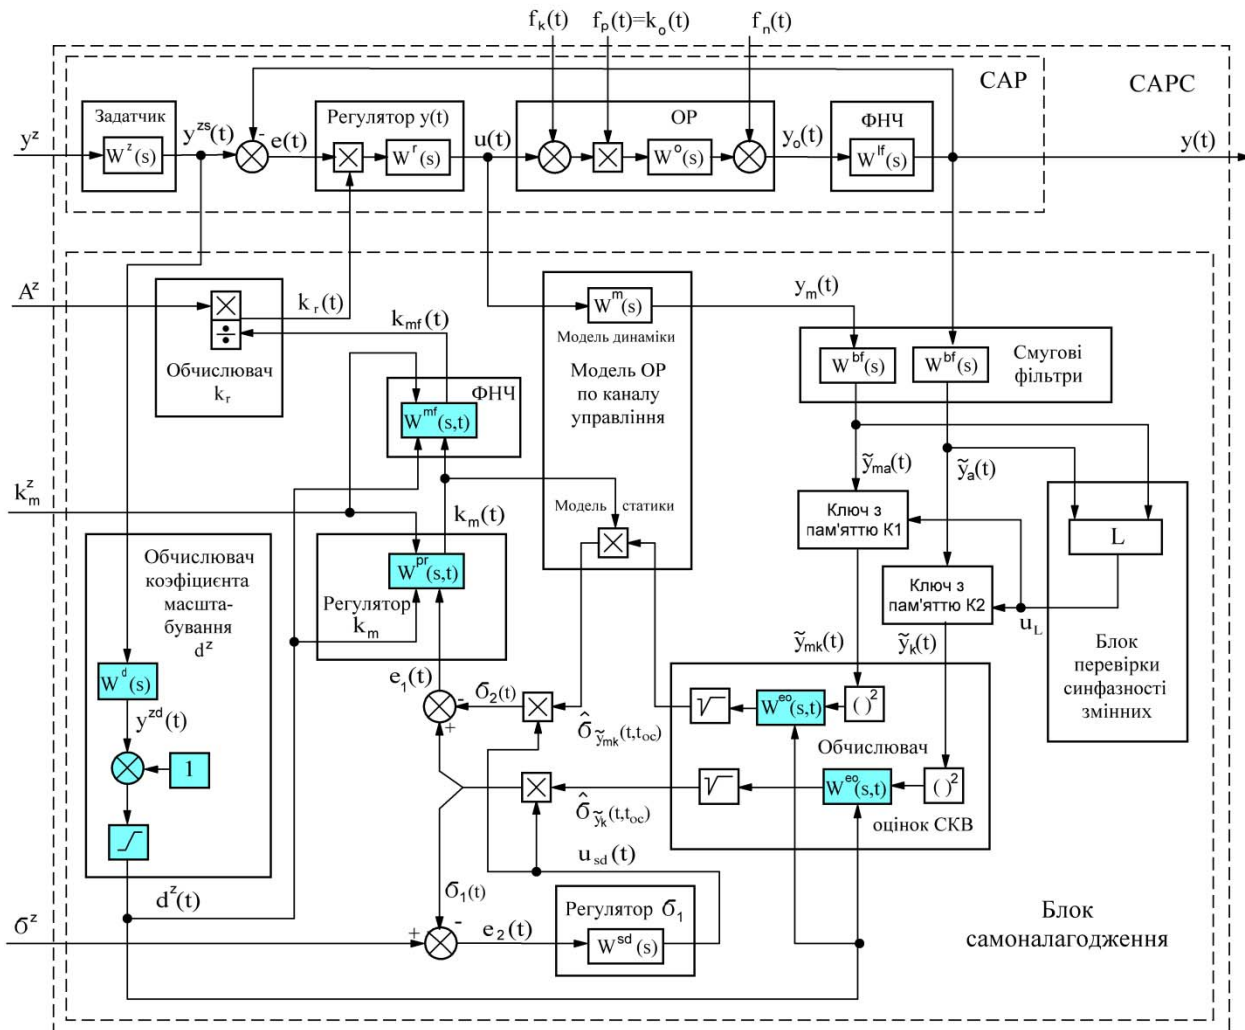 f_k(t) f_p(t)=k_o(t) f_n(t)
САР САРС
Задатчик Регулятор y(t) ОР ФНЧ
y^z W^z(s) y^zs(t) - e(t) × W^r(s) u(t) × W^o(s) y_o(t) W^lf(s) y(t)
A^z × ÷ k_r(t)
k_mf(t)
Обчислювач
k_r
W^m(s) y_m(t)
Модель динаміки
Модель ОР
по каналу
управління
W^bf(s) W^bf(s) Смугові
фільтри
ФНЧ
W^mf(s,t)
ỹ_ma(t) ỹ_a(t)
k_m^z
k_m(t)
Модель статики
×
Ключ з
пам'яттю К1
L
Ключ з
пам'яттю К2
u_L
Обчислювач
коефіцієнта
масшта-
бування
d^z
W^pr(s,t)
Регулятор
k_m
ỹ_mk(t) ỹ_k(t)
Блок
перевірки
синфазності
змінних
W^d(s)
y^zd(t)
1
e_1(t) - +
σ_2(t) ×
σ̂_ỹmk(t,t_oc)
√ W^eo(s,t) ( )^2
Обчислювач
× σ̂_ỹk(t,t_oc)
√ W^eo(s,t) ( )^2
оцінок СКВ
d^z(t)
σ_1(t)
u_sd(t)
Регулятор σ_1
σ^z + - e_2(t) W^sd(s)
Блок
самоналагодження